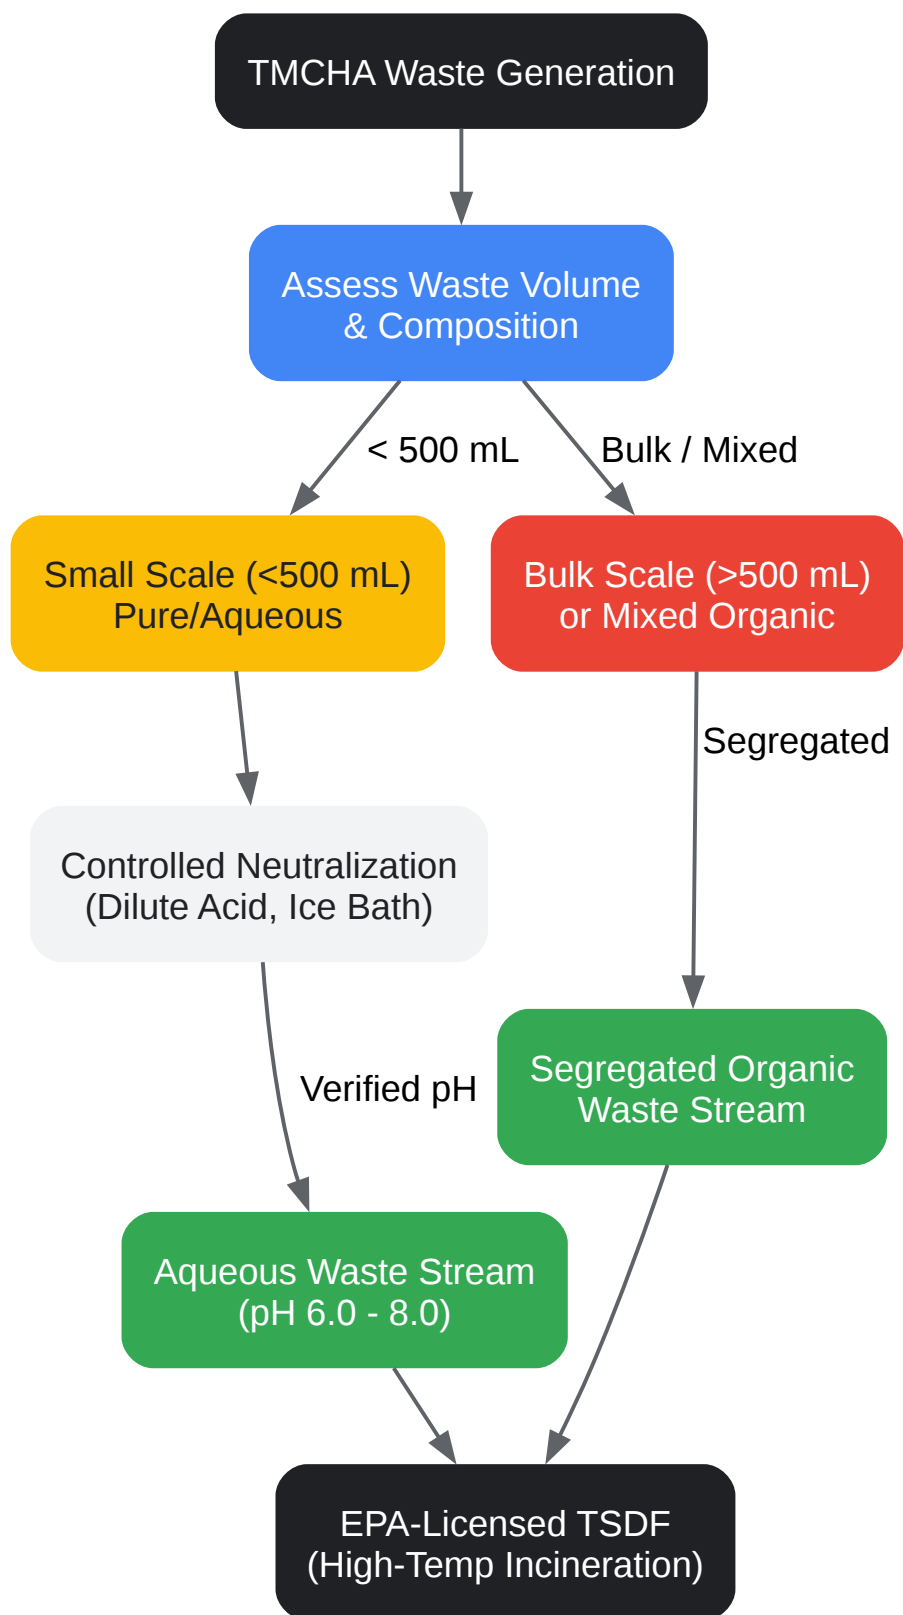 TMCHA Waste Generation
Assess Waste Volume
& Composition
< 500 mL
Bulk / Mixed
Small Scale (<500 mL)
Pure/Aqueous
Bulk Scale (>500 mL)
or Mixed Organic
Segregated
Controlled Neutralization
(Dilute Acid, Ice Bath)
Segregated Organic
Waste Stream
Verified pH
Aqueous Waste Stream
(pH 6.0 - 8.0)
EPA-Licensed TSDF
(High-Temp Incineration)